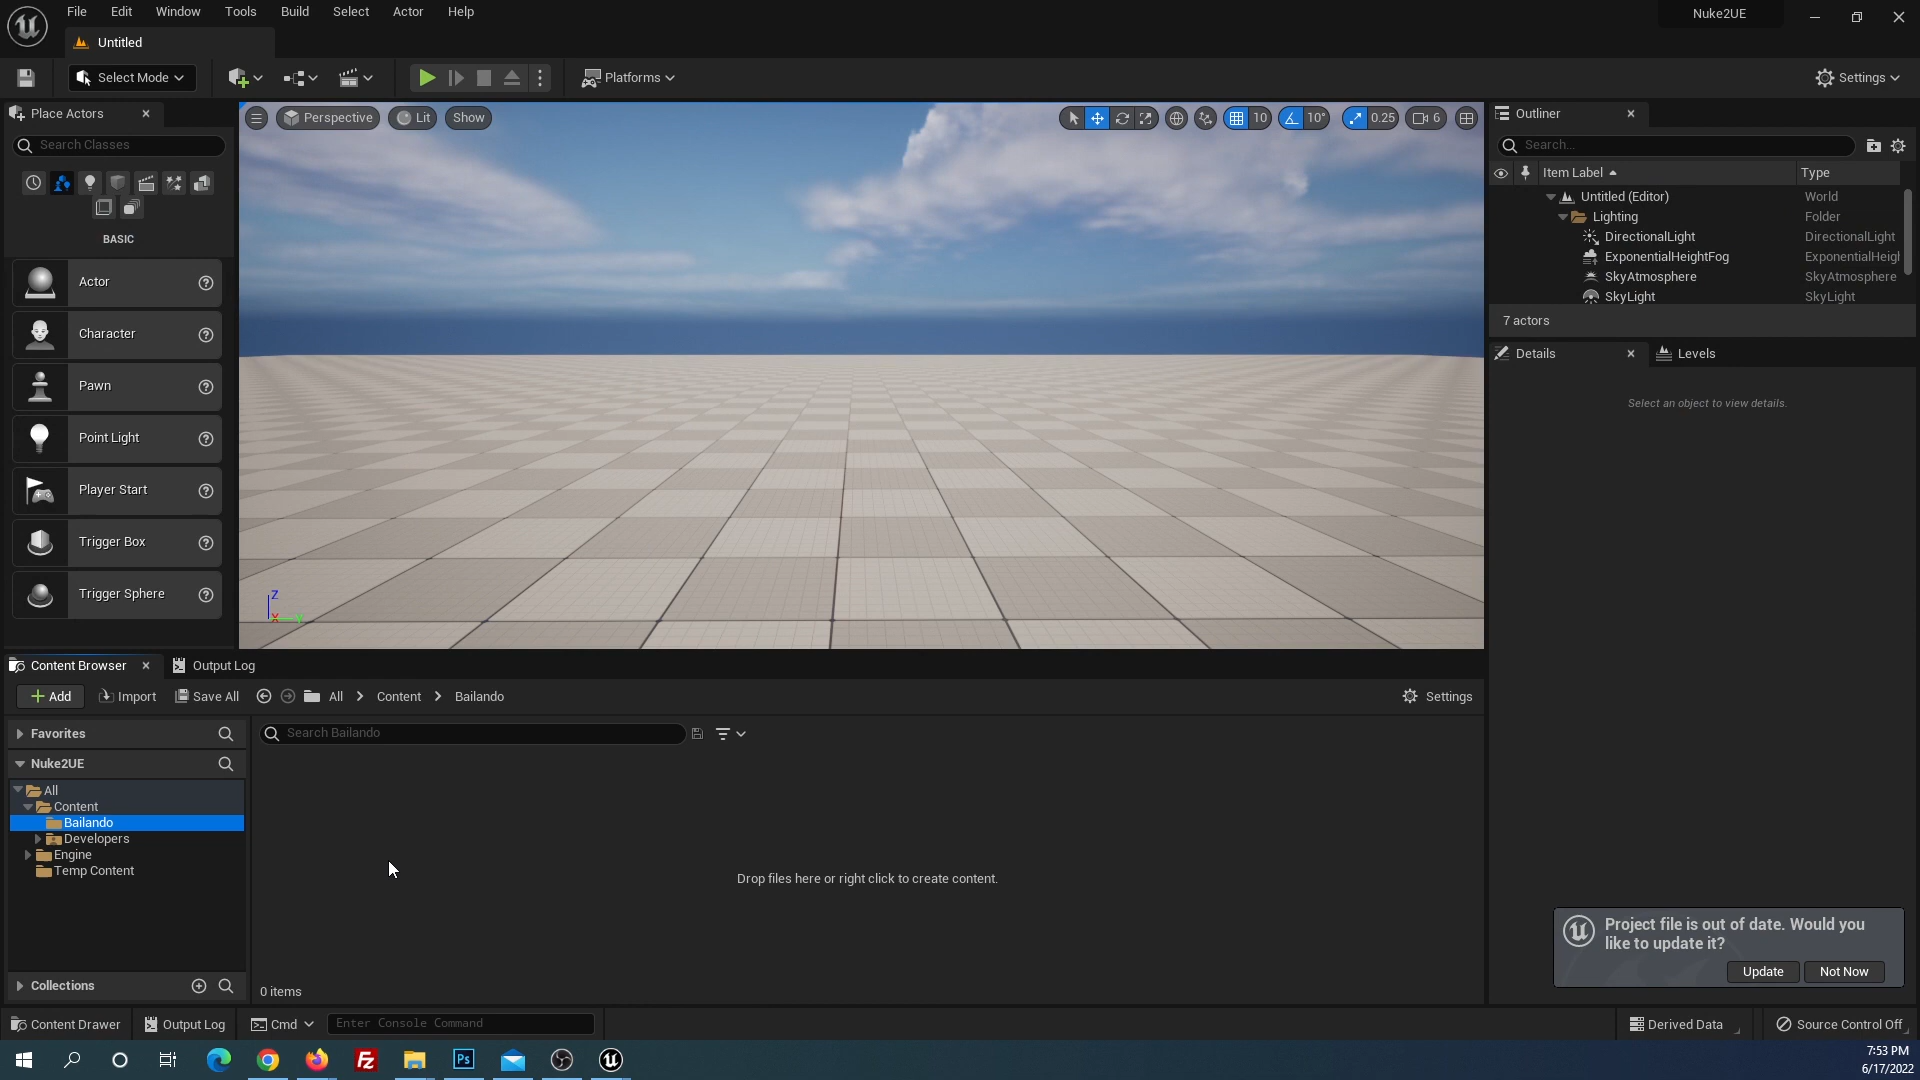 File Edit Window Tools Build Select Actor Help
Nuke2UE
Untitled
Select Mode
Platforms
Settings
Place Actors
Search Classes
BASIC
Actor
Character
Pawn
Point Light
Player Start
Trigger Box
Trigger Sphere
Perspective Lit Show
10 10° 0.25 6
Z
X
Y
Outliner
Search...
Item Label Type
Untitled (Editor) World
Lighting Folder
DirectionalLight DirectionalLight
ExponentialHeightFog ExponentialHeigh
SkyAtmosphere SkyAtmosphere
SkyLight SkyLight
7 actors
Details Levels
Select an object to view details.
Content Browser Output Log
Add Import Save All All Content Bailando Settings
Favorites
Nuke2UE
All
Content
Bailando
Developers
Engine
Temp Content
Collections
Search Bailando
Drop files here or right click to create content.
0 items
Project file is out of date. Would you
like to update it?
Update Not Now
Content Drawer Output Log Cmd Enter Console Command Derived Data Source Control Off
Fz Ps
7:53 PM
6/17/2022